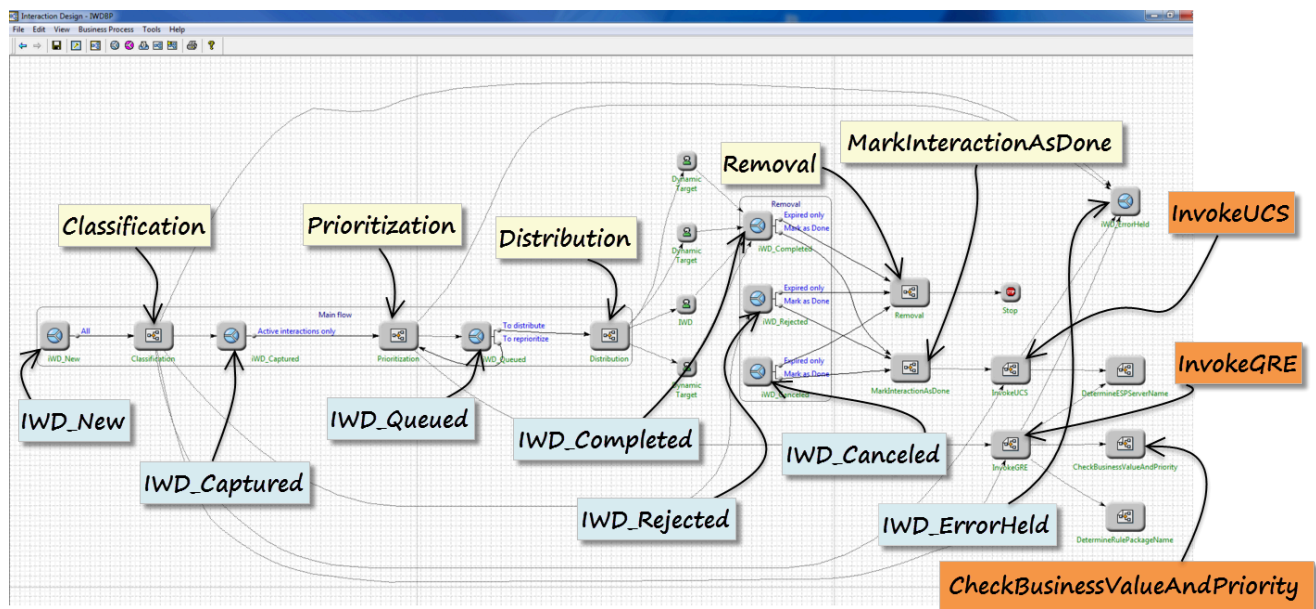 Interaction Design - IWDBP
File Edit View Business Process Tools Help
MarkInteractionAsDone
Removal
InvokeUCS
Classification
Prioritization
Distribution
Dynamic
Target
Removal
Expired only
Mark as Done
iWD_Completed
iWD_ErrorHeld
Dynamic
Target
Main flow
All
iWD_New
Classification
Active interactions only
iWD_Captured
Prioritization
To distribute
To reprioritize
iWD_Queued
Distribution
IWD
Expired only
Mark as Done
iWD_Rejected
Removal
STOP
Stop
InvokeGRE
Dynamic
Target
Expired only
Mark as Done
iWD_Canceled
MarkInteractionAsDone
InvokeUCS
DetermineESPServerName
IWD_New
IWD_Queued
IWD_Completed
IWD_Canceled
InvokeGRE
CheckBusinessValueAndPriority
IWD_Captured
IWD_Rejected
IWD_ErrorHeld
DetermineRulePackageName
CheckBusinessValueAndPriority